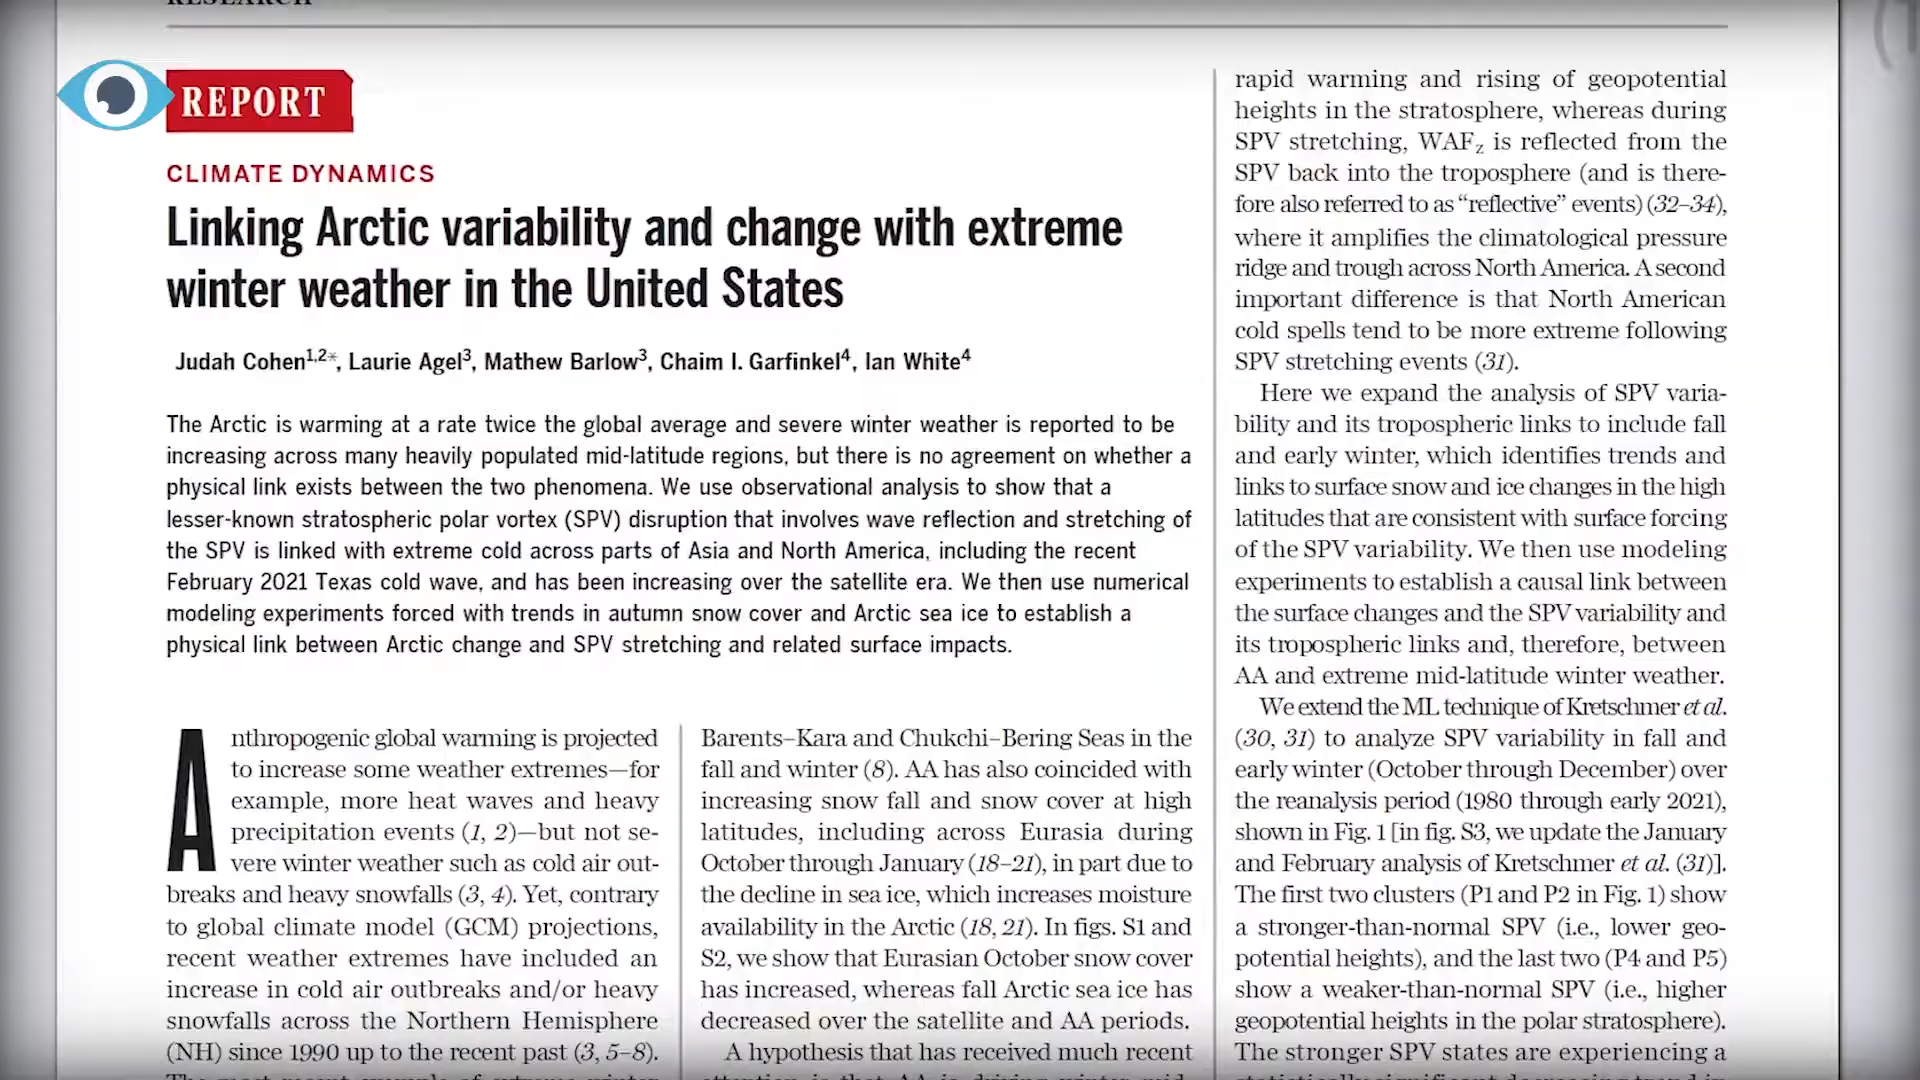 RESEARCH
REPORT
CLIMATE DYNAMICS
Linking Arctic variability and change with extreme
winter weather in the United States
Judah Cohen1,2*, Laurie Agel3, Mathew Barlow3, Chaim I. Garfinkel4, Ian White4
The Arctic is warming at a rate twice the global average and severe winter weather is reported to be
increasing across many heavily populated mid-latitude regions, but there is no agreement on whether a
physical link exists between the two phenomena. We use observational analysis to show that a
lesser-known stratospheric polar vortex (SPV) disruption that involves wave reflection and stretching of
the SPV is linked with extreme cold across parts of Asia and North America, including the recent
February 2021 Texas cold wave, and has been increasing over the satellite era. We then use numerical
modeling experiments forced with trends in autumn snow cover and Arctic sea ice to establish a
physical link between Arctic change and SPV stretching and related surface impacts.
Anthropogenic global warming is projected
to increase some weather extremes—for
example, more heat waves and heavy
precipitation events (1, 2)—but not se-
vere winter weather such as cold air out-
breaks and heavy snowfalls (3, 4). Yet, contrary
to global climate model (GCM) projections,
recent weather extremes have included an
increase in cold air outbreaks and/or heavy
snowfalls across the Northern Hemisphere
(NH) since 1990 up to the recent past (3, 5–8).
Barents–Kara and Chukchi–Bering Seas in the
fall and winter (8). AA has also coincided with
increasing snow fall and snow cover at high
latitudes, including across Eurasia during
October through January (18–21), in part due to
the decline in sea ice, which increases moisture
availability in the Arctic (18, 21). In figs. S1 and
S2, we show that Eurasian October snow cover
has increased, whereas fall Arctic sea ice has
decreased over the satellite and AA periods.
A hypothesis that has received much recent
rapid warming and rising of geopotential
heights in the stratosphere, whereas during
SPV stretching, WAFz is reflected from the
SPV back into the troposphere (and is there-
fore also referred to as “reflective” events) (32–34),
where it amplifies the climatological pressure
ridge and trough across North America. A second
important difference is that North American
cold spells tend to be more extreme following
SPV stretching events (31).
Here we expand the analysis of SPV varia-
bility and its tropospheric links to include fall
and early winter, which identifies trends and
links to surface snow and ice changes in the high
latitudes that are consistent with surface forcing
of the SPV variability. We then use modeling
experiments to establish a causal link between
the surface changes and the SPV variability and
its tropospheric links and, therefore, between
AA and extreme mid-latitude winter weather.
We extend the ML technique of Kretschmer et al.
(30, 31) to analyze SPV variability in fall and
early winter (October through December) over
the reanalysis period (1980 through early 2021),
shown in Fig. 1 [in fig. S3, we update the January
and February analysis of Kretschmer et al. (31)].
The first two clusters (P1 and P2 in Fig. 1) show
a stronger-than-normal SPV (i.e., lower geo-
potential heights), and the last two (P4 and P5)
show a weaker-than-normal SPV (i.e., higher
geopotential heights in the polar stratosphere).
The stronger SPV states are experiencing a